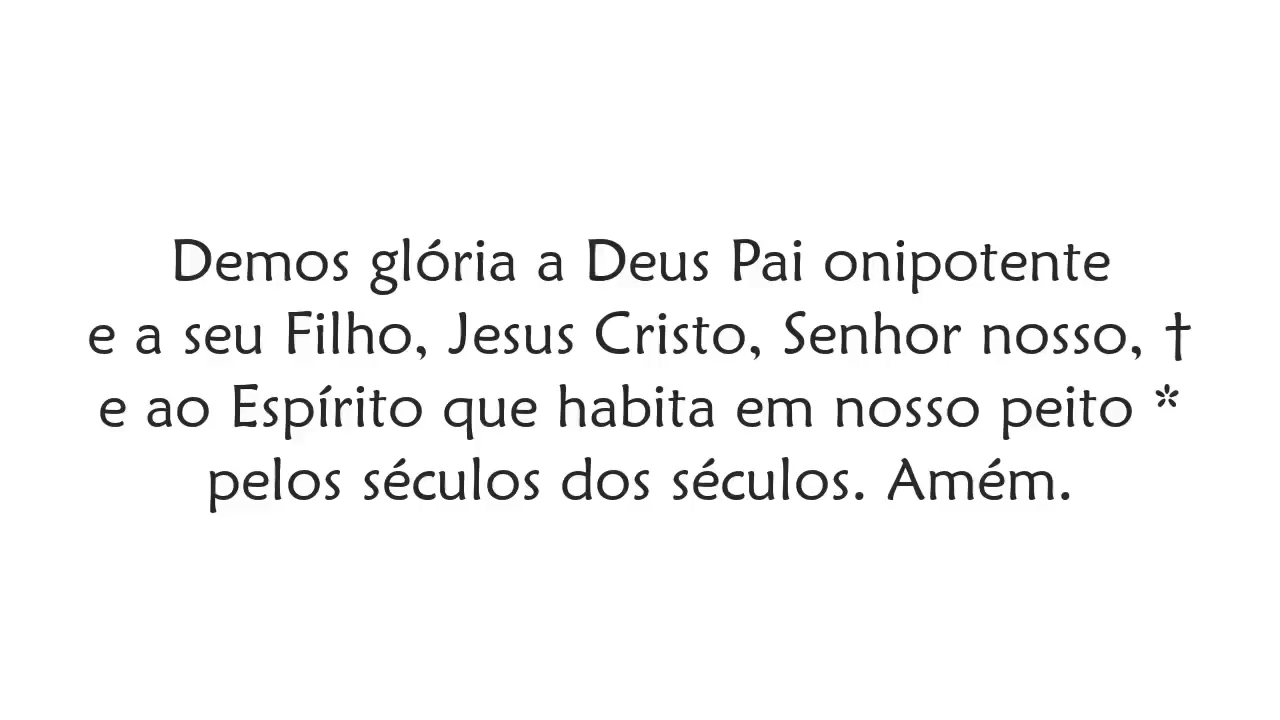 Demos glória a Deus Pai onipotente
e a seu Filho, Jesus Cristo, Senhor nosso, †
e ao Espírito que habita em nosso peito *
pelos séculos dos séculos. Amém.